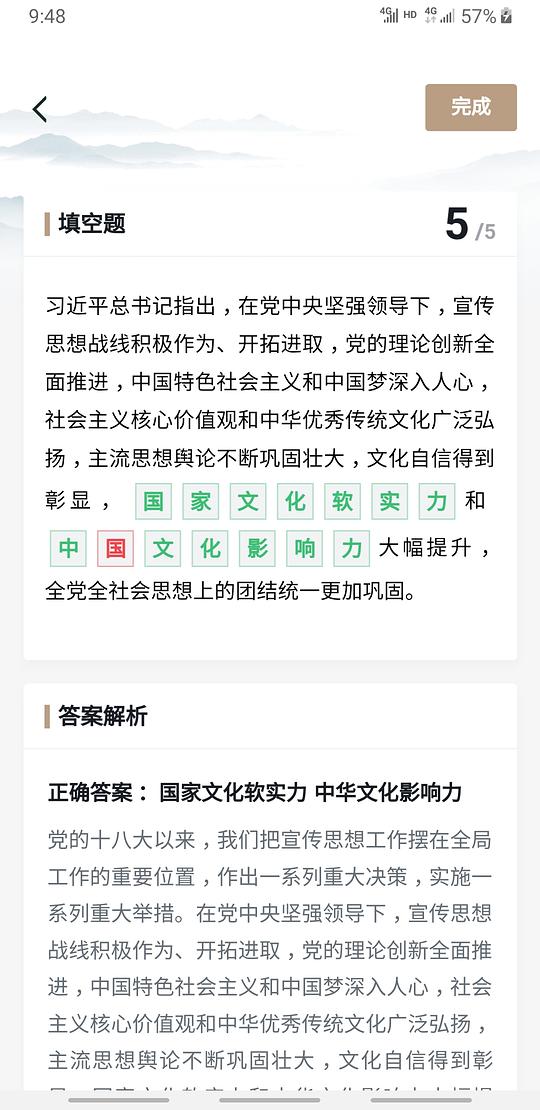 9:48
4G HD 4G 57%
完成
填空题
5/5
习近平总书记指出，在党中央坚强领导下，宣传
思想战线积极作为、开拓进取，党的理论创新全
面推进，中国特色社会主义和中国梦深入人心，
社会主义核心价值观和中华优秀传统文化广泛弘
扬，主流思想舆论不断巩固壮大，文化自信得到
彰显，国家文化软实力和
中国文化影响力大幅提升，
全党全社会思想上的团结统一更加巩固。
答案解析
正确答案：国家文化软实力 中华文化影响力
党的十八大以来，我们把宣传思想工作摆在全局
工作的重要位置，作出一系列重大决策，实施一
系列重大举措。在党中央坚强领导下，宣传思想
战线积极作为、开拓进取，党的理论创新全面推
进，中国特色社会主义和中国梦深入人心，社会
主义核心价值观和中华优秀传统文化广泛弘扬，
主流思想舆论不断巩固壮大，文化自信得到彰